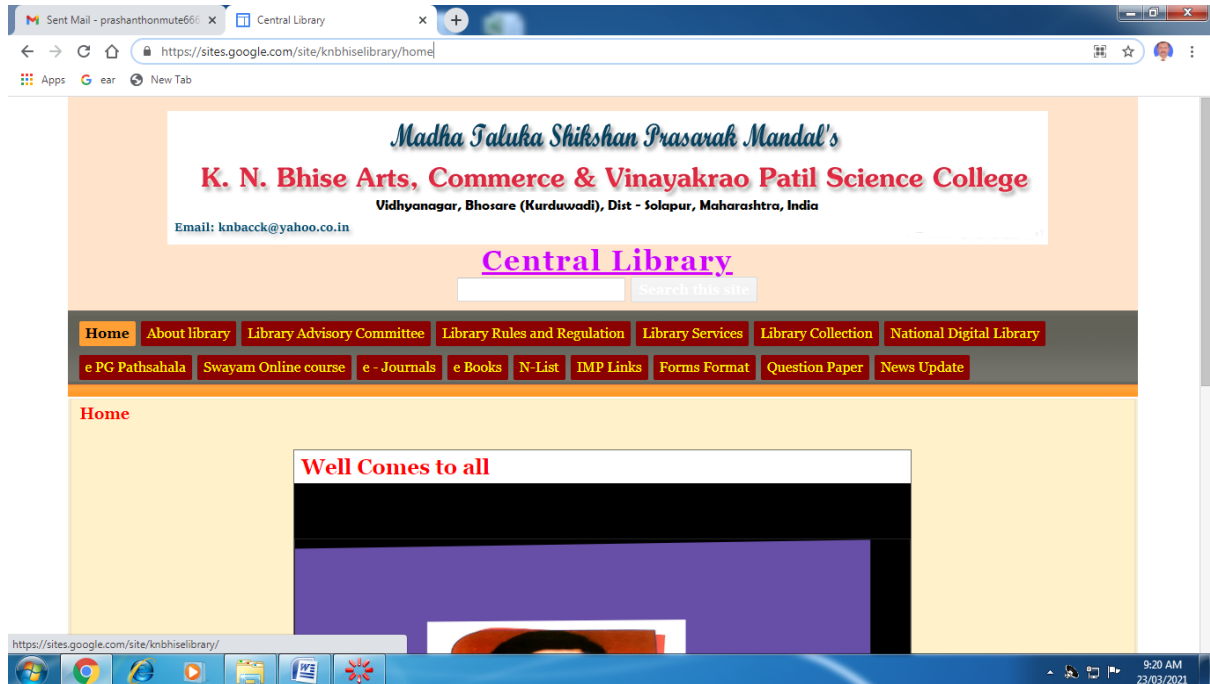 Sent Mail - prashanthonmute666
Central Library
https://sites.google.com/site/knbhiselibrary/home
Apps G ear New Tab
Madha Taluka Shikshan Prasarak Mandal's
K. N. Bhise Arts, Commerce & Vinayakrao Patil Science College
Vidhyanagar, Bhosare (Kurduwadi), Dist - Solapur, Maharashtra, India
Email: knbacck@yahoo.co.in
Central Library
Search this site
Home About library Library Advisory Committee Library Rules and Regulation Library Services Library Collection National Digital Library
e PG Pathsahala Swayam Online course e - Journals e Books N-List IMP Links Forms Format Question Paper News Update
Home
Well Comes to all
https://sites.google.com/site/knbhiselibrary/
9:20 AM
23/03/2021